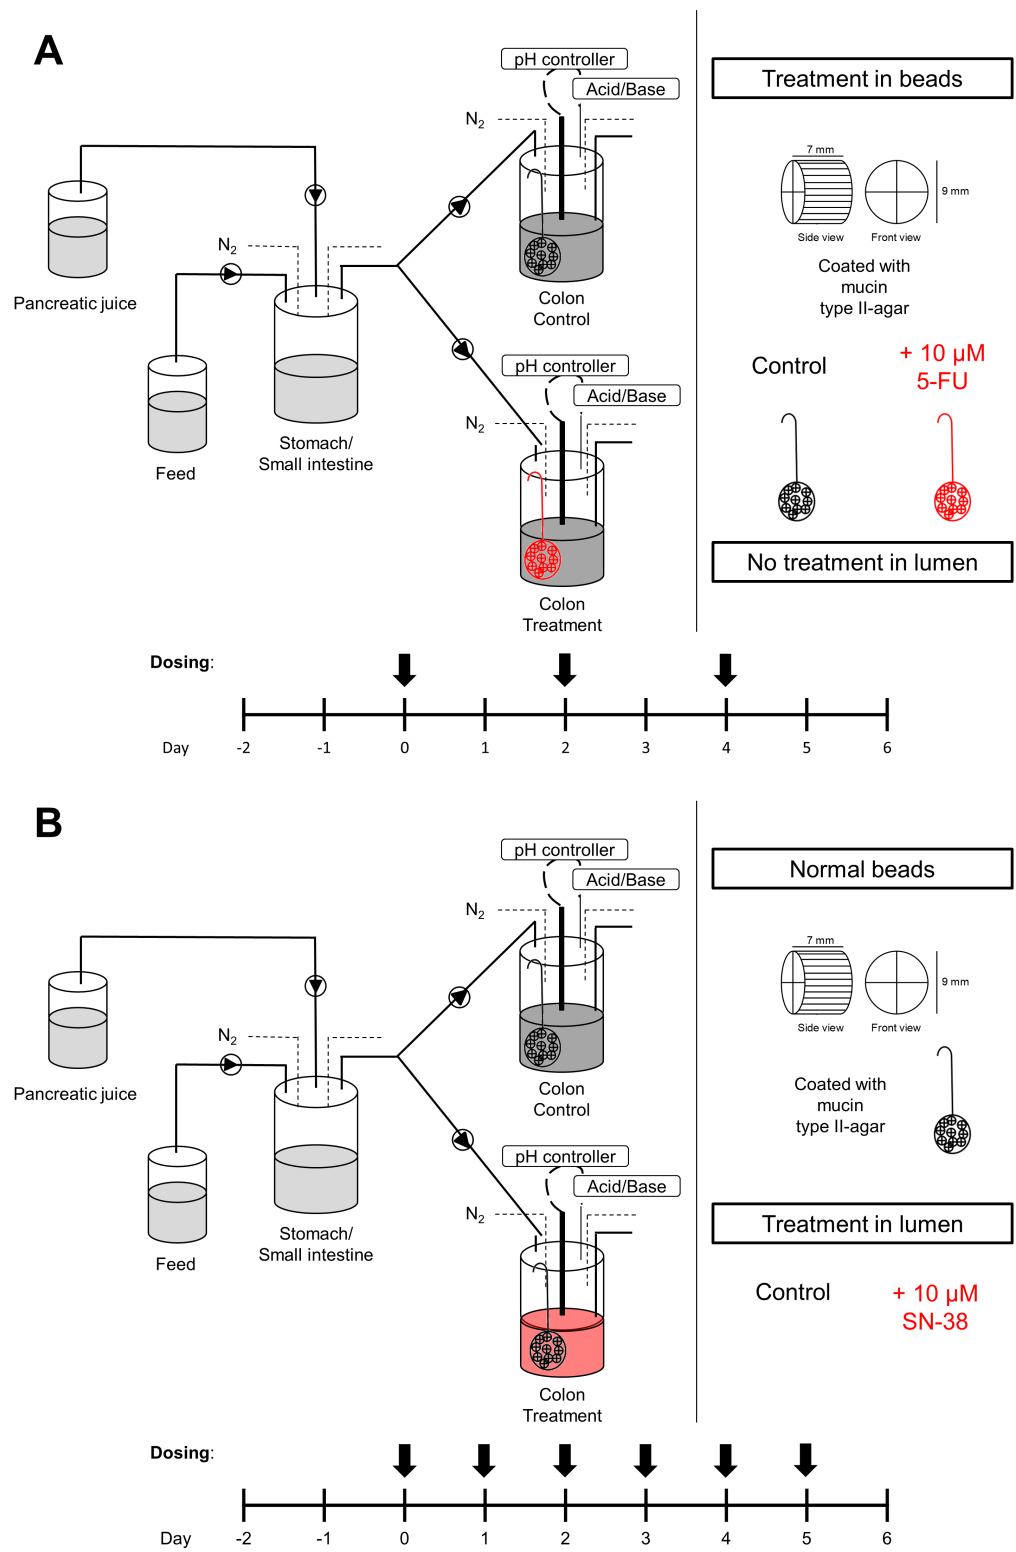 A
pH controller
Acid/Base
N2
N2
Pancreatic juice
Feed
Stomach/
Small intestine
Colon
Control
pH controller
Acid/Base
N2
Colon
Treatment
Treatment in beads
7 mm
9 mm
Side view
Front view
Coated with
mucin
type II-agar
Control
+ 10 µM
5-FU
No treatment in lumen
Dosing:
Day
-2 -1 0 1 2 3 4 5 6
B
pH controller
Acid/Base
N2
N2
Pancreatic juice
Feed
Stomach/
Small intestine
Colon
Control
pH controller
Acid/Base
N2
Colon
Treatment
Normal beads
7 mm
9 mm
Side view
Front view
Coated with
mucin
type II-agar
Treatment in lumen
Control
+ 10 µM
SN-38
Dosing:
Day
-2 -1 0 1 2 3 4 5 6